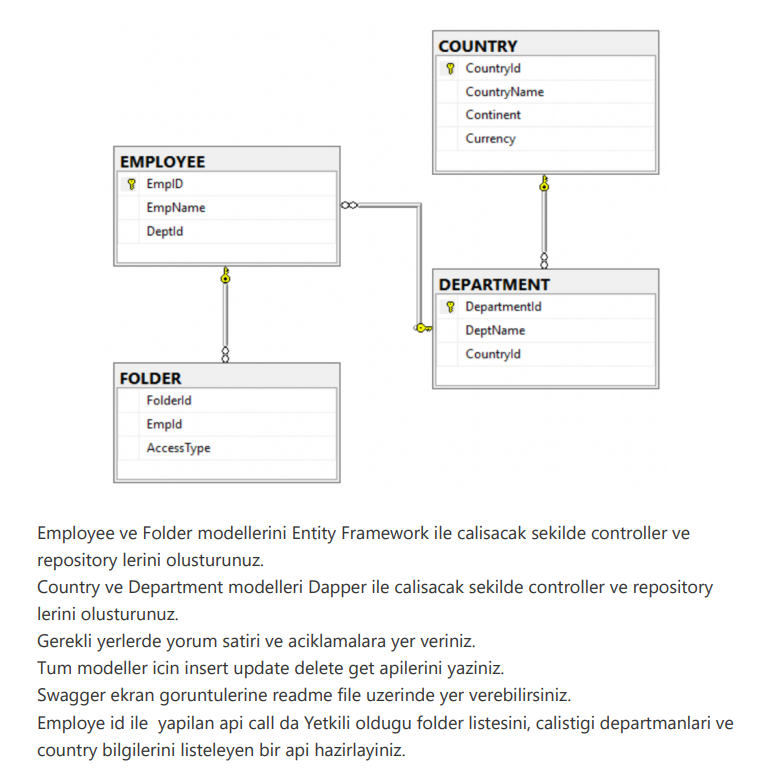 COUNTRY
CountryId
CountryName
Continent
Currency
EMPLOYEE
EmpID
EmpName
DeptId
DEPARTMENT
DepartmentId
DeptName
CountryId
FOLDER
FolderId
EmpId
AccessType
Employee ve Folder modellerini Entity Framework ile calisacak sekilde controller ve
repository lerini olusturunuz.
Country ve Department modelleri Dapper ile calisacak sekilde controller ve repository
lerini olusturunuz.
Gerekli yerlerde yorum satiri ve aciklamalara yer veriniz.
Tum modeller icin insert update delete get apilerini yaziniz.
Swagger ekran goruntulerine readme file uzerinde yer verebilirsiniz.
Employe id ile  yapilan api call da Yetkili oldugu folder listesini, calistigi departmanlari ve
country bilgilerini listeleyen bir api hazirlayiniz.